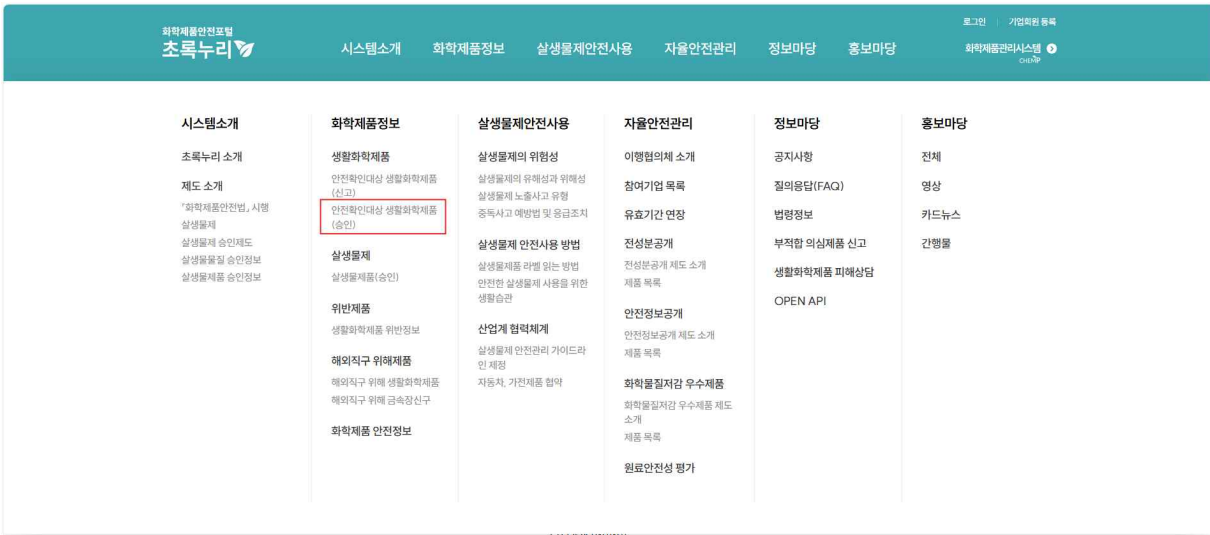 로그인
기업회원 등록
화학제품안전포털
초록누리
시스템소개
화학제품정보
살생물제안전사용
자율안전관리
정보마당
홍보마당
화학제품관리시스템
CHEMP
시스템소개
초록누리 소개
제도 소개
「화학제품안전법」 시행
살생물제
살생물제 승인제도
살생물물질 승인정보
살생물제품 승인정보
화학제품정보
생활화학제품
안전확인대상 생활화학제품
(신고)
안전확인대상 생활화학제품
(승인)
살생물제
살생물제품(승인)
위반제품
생활화학제품 위반정보
해외직구 위해제품
해외직구 위해 생활화학제품
해외직구 위해 금속장신구
화학제품 안전정보
살생물제안전사용
살생물제의 위험성
살생물제의 유해성과 위해성
살생물제 노출사고 유형
중독사고 예방법 및 응급조치
살생물제 안전사용 방법
살생물제품 라벨 읽는 방법
안전한 살생물제 사용을 위한
생활습관
산업계 협력체계
살생물제 안전관리 가이드라
인 제정
자동차, 가전제품 협약
자율안전관리
이행협의체 소개
참여기업 목록
유효기간 연장
전성분공개
전성분공개 제도 소개
제품 목록
안전정보공개
안전정보공개 제도 소개
제품 목록
화학물질저감 우수제품
화학물질저감 우수제품 제도
소개
제품 목록
원료안전성 평가
정보마당
공지사항
질의응답(FAQ)
법령정보
부적합 의심제품 신고
생활화학제품 피해상담
OPEN API
홍보마당
전체
영상
카드뉴스
간행물